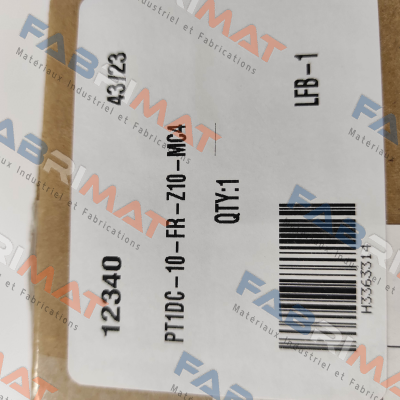 12340 43/23
PT1DC-10-FR-Z10-MC4
QTY:1
LFB-1
H3363314
FABRIMAT
Matériaux Industriel et Fabrications